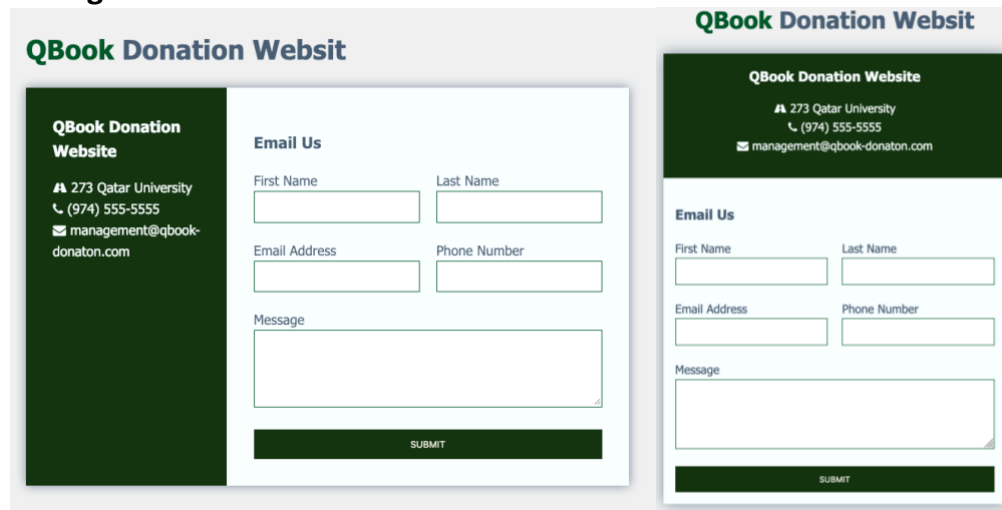 QBook Donation Websit
QBook Donation
Website
273 Qatar University
(974) 555-5555
management@qbook-
donaton.com
Email Us
First Name
Last Name
Email Address
Phone Number
Message
SUBMIT
QBook Donation Websit
QBook Donation Website
273 Qatar University
(974) 555-5555
management@qbook-donaton.com
Email Us
First Name
Last Name
Email Address
Phone Number
Message
SUBMIT